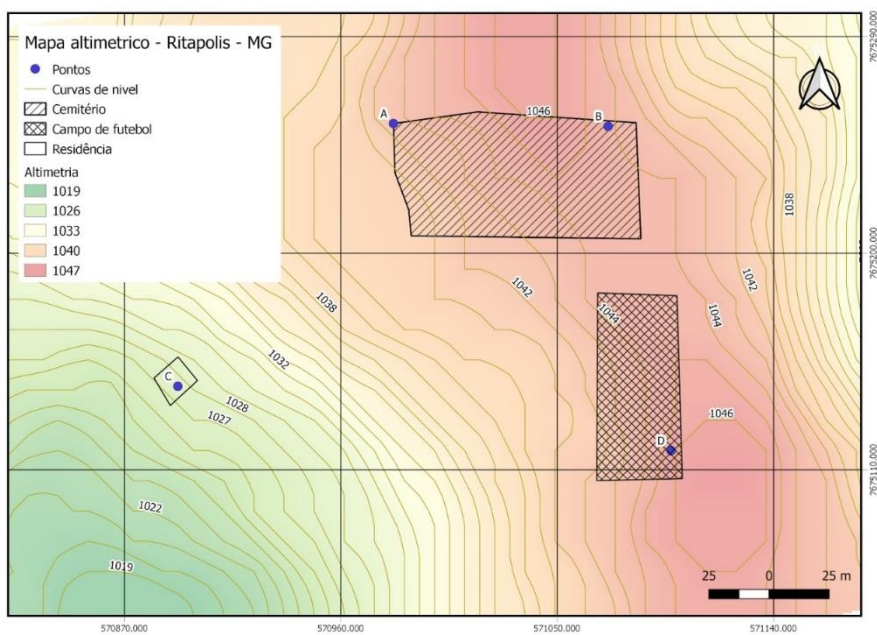 Mapa altimetrico - Ritapolis - MG
Pontos
Curvas de nivel
Cemitério
Campo de futebol
Residência
Altimetria
1019
1026
1033
1040
1047
A
1046
B
1038
7675290.000
7675200.000
1042
1042
1038
1044
1044
1032
C
1028
1027
1046
D
7675110.000
1022
1019
25 0 25 m
570870.000 570960.000 571050.000 571140.000